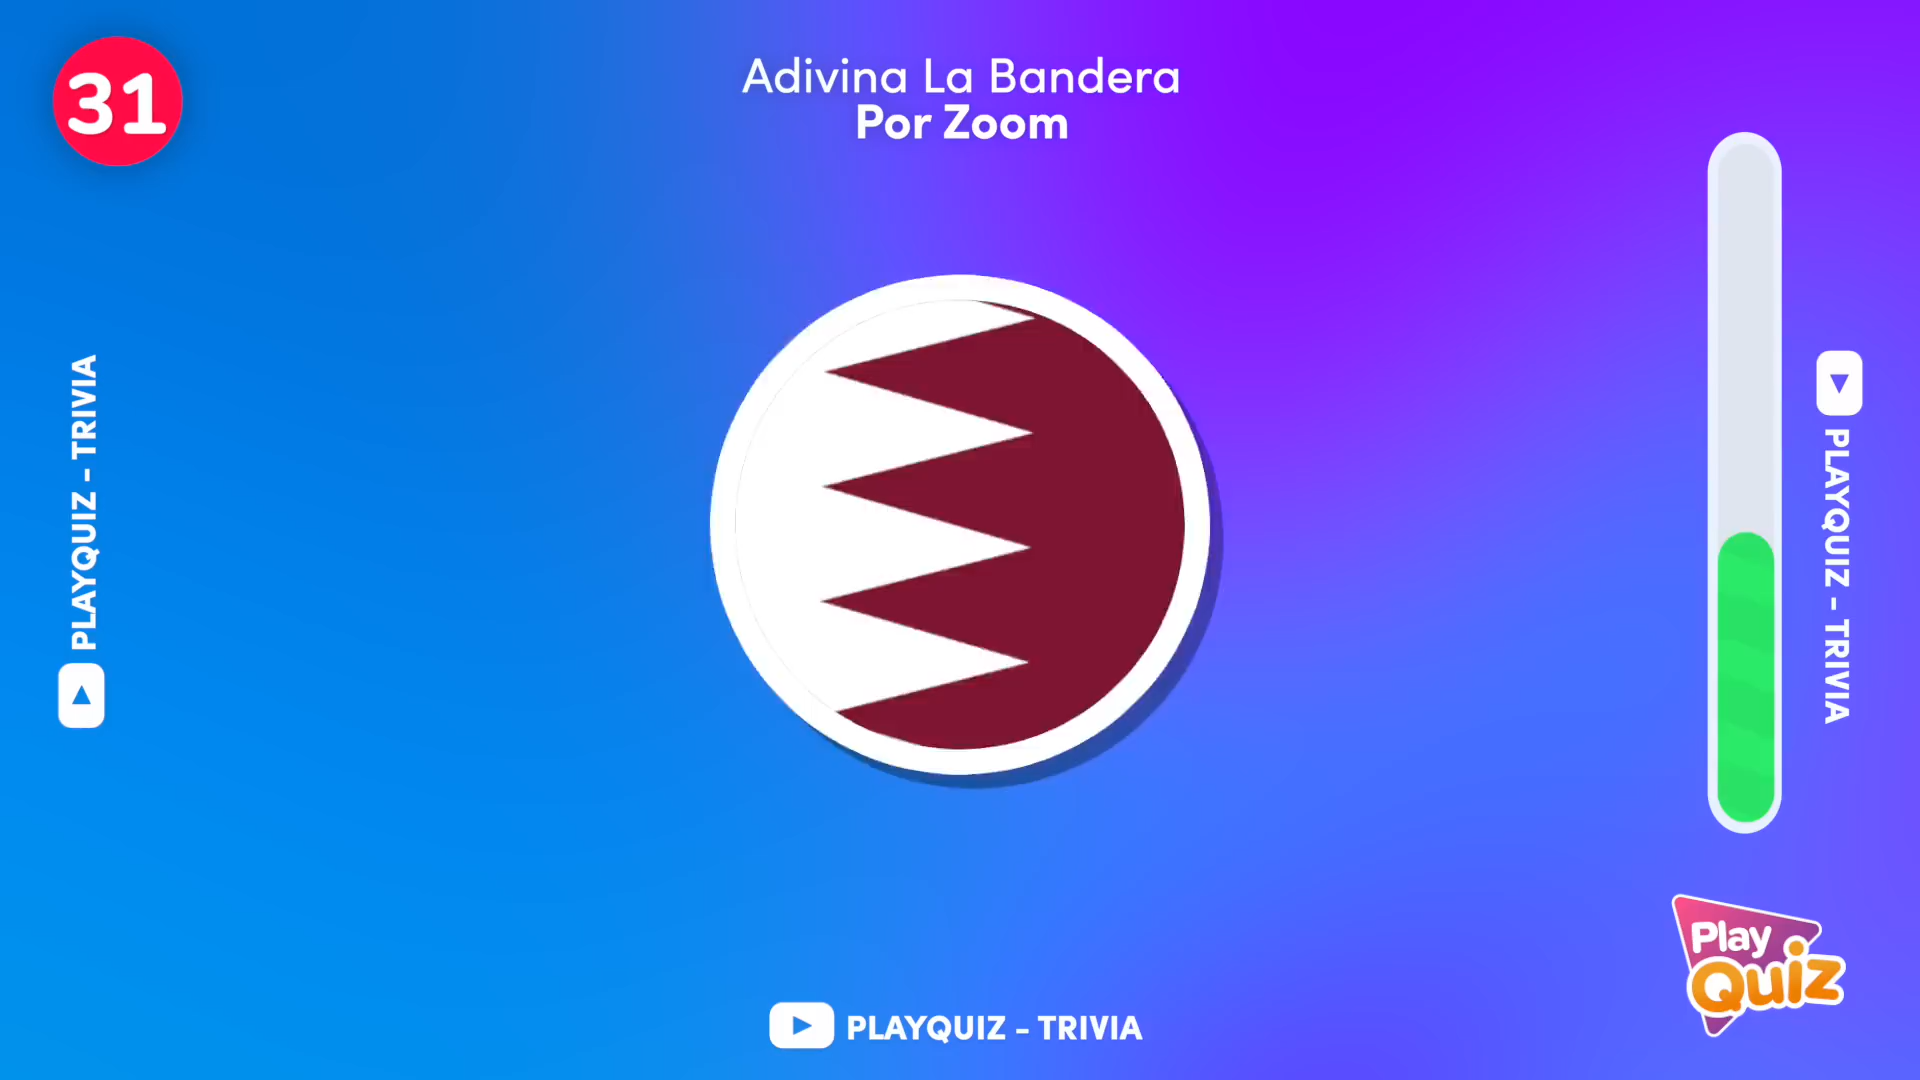 31
Adivina La Bandera
Por Zoom
PLAYQUIZ - TRIVIA
PLAYQUIZ - TRIVIA
Play
Quiz
PLAYQUIZ - TRIVIA